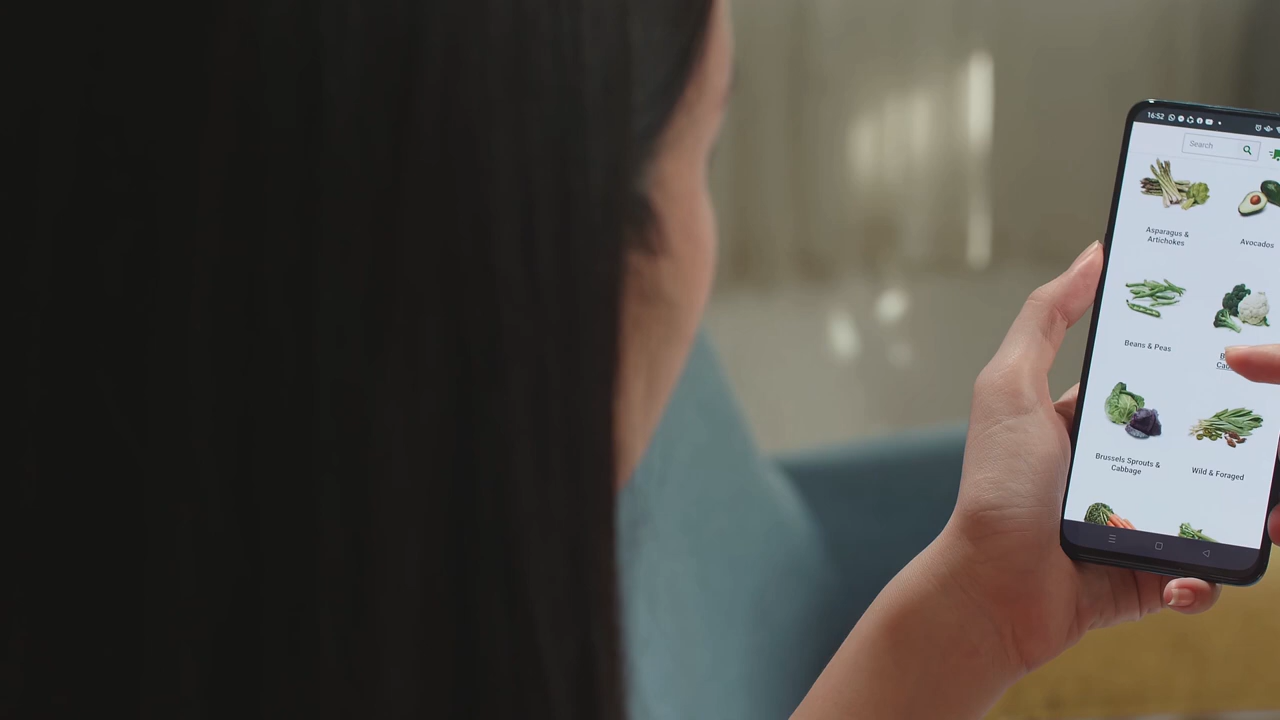 16:52
Search
Asparagus &
Artichokes
Avocados
Beans & Peas
Brussels Sprouts &
Cabbage
Wild & Foraged